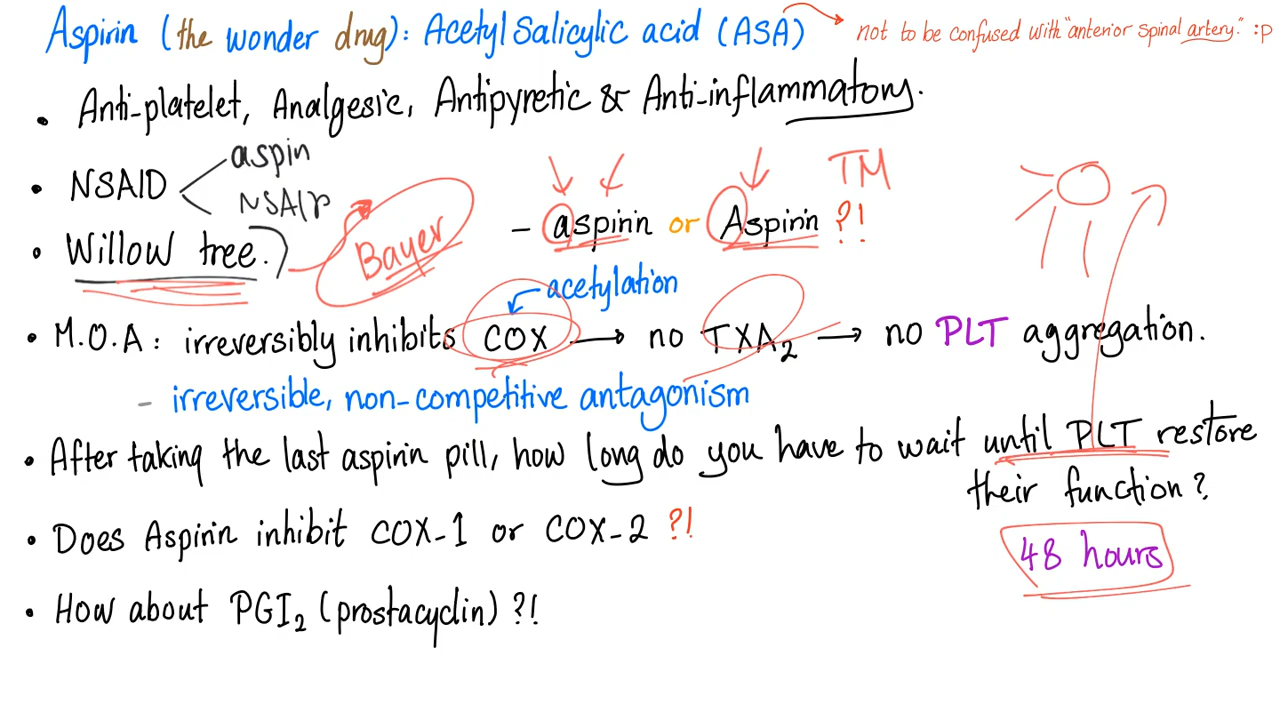 Aspirin (the wonder drug): Acetyl Salicylic acid (ASA)
not to be confused with "anterior spinal artery." :p
• Anti-platelet, Analgesic, Antipyretic & Anti-inflammatory.
• NSAID
aspin
NSAID
• Willow tree.
Bayer
- aspirin or Aspirin ?!
TM
acetylation
• M.O.A: irreversibly inhibits COX → no TXA2 → no PLT aggregation.
- irreversible, non-competitive antagonism
• After taking the last aspirin pill, how long do you have to wait until PLT restore
their function?
48 hours
• Does Aspirin inhibit COX-1 or COX-2 ?!
• How about PGI2 (prostacyclin) ?!